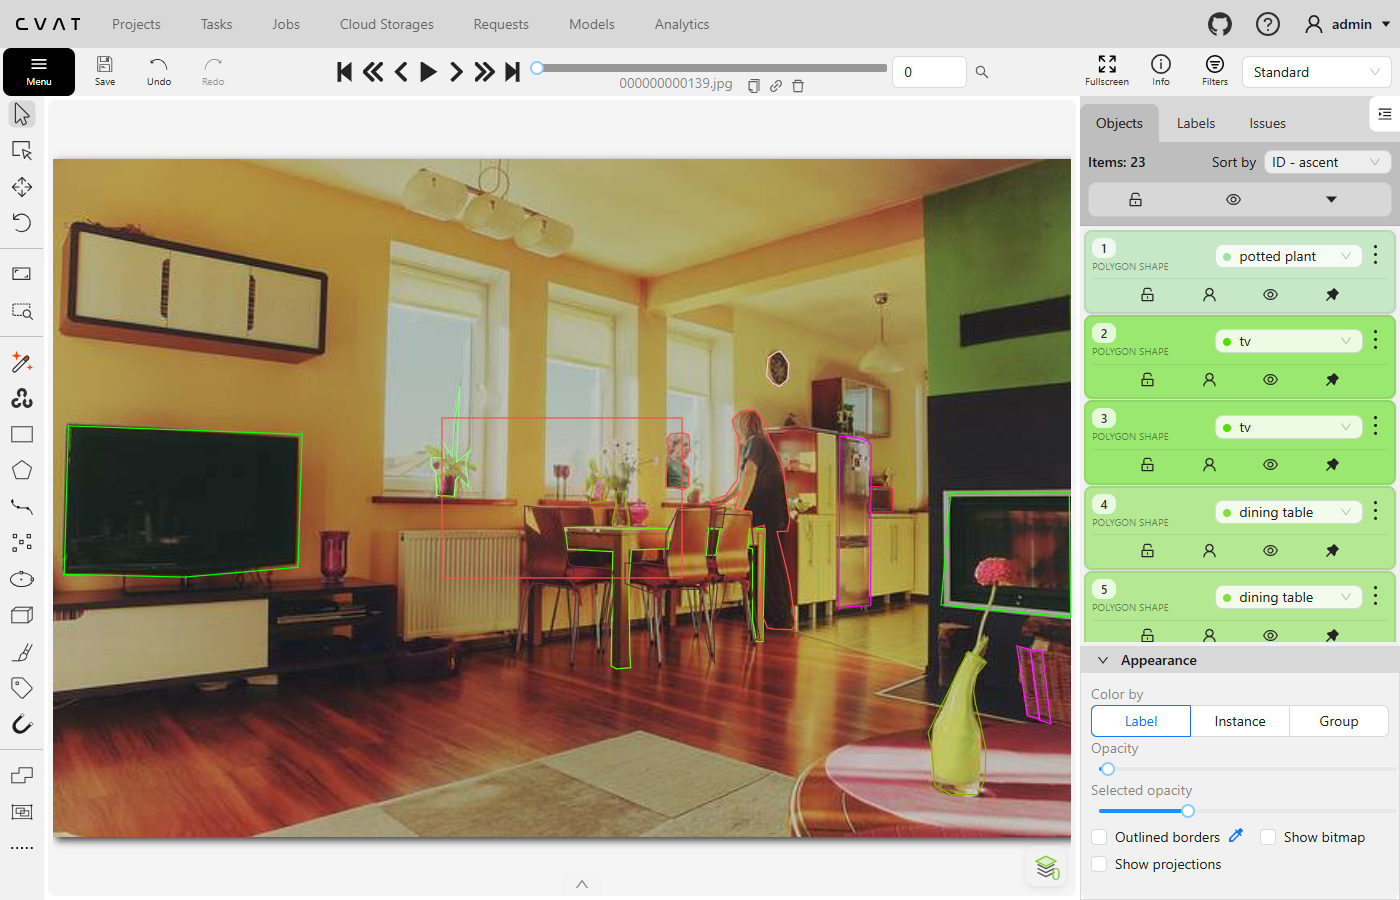 CVAT
Projects
Tasks
Jobs
Cloud Storages
Requests
Models
Analytics
admin
Menu
Save
Undo
Redo
000000000139.jpg
0
Fullscreen
Info
Filters
Standard
Objects
Labels
Issues
Items: 23
Sort by
ID - ascent
1
potted plant
POLYGON SHAPE
2
tv
POLYGON SHAPE
3
tv
POLYGON SHAPE
4
dining table
POLYGON SHAPE
5
dining table
POLYGON SHAPE
Appearance
Color by
Label
Instance
Group
Opacity
Selected opacity
Outlined borders
Show bitmap
Show projections
0